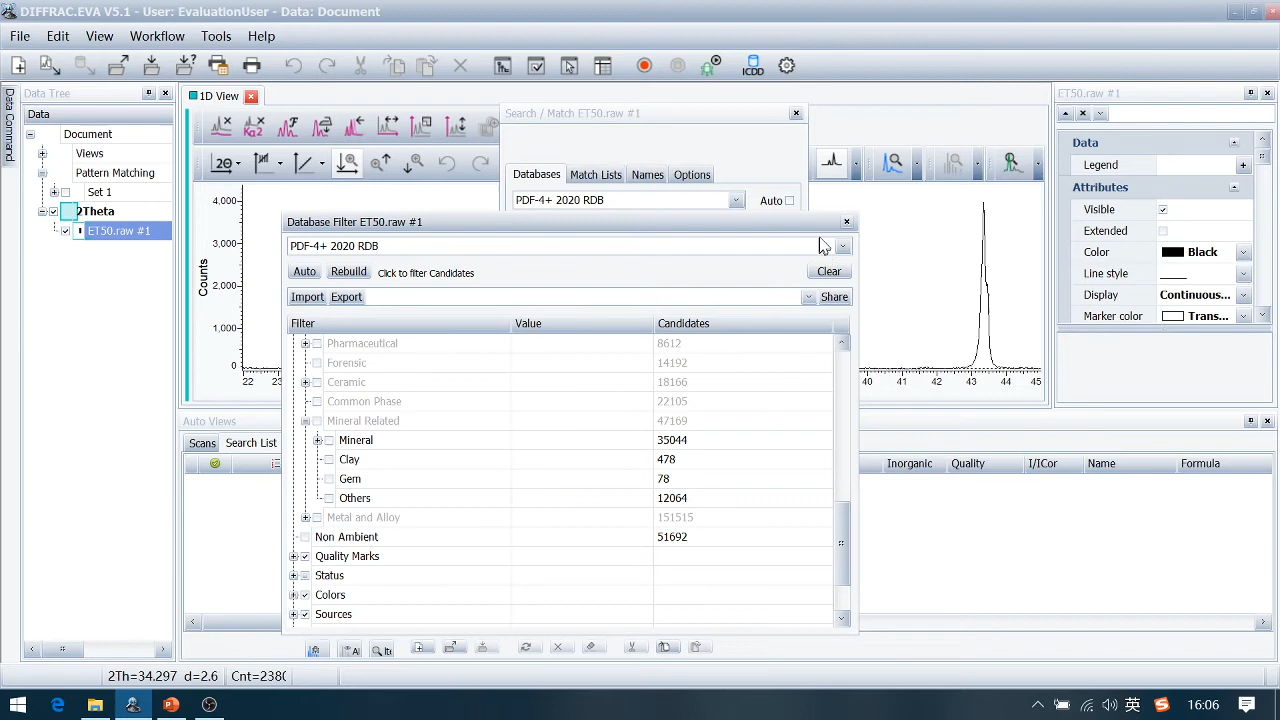 DIFFRAC.EVA V5.1 - User: EvaluationUser - Data: Document
File Edit View Workflow Tools Help
ICDD
Data Tree
Data Command
Data
Document
Views
Pattern Matching
Set 1
2Theta
ET50.raw #1
1D View
Kα2
2Θ
Counts
4,000
3,000
2,000
1,000
0
22 23
40 41 42 43 44 45
Search / Match ET50.raw #1
Databases Match Lists Names Options
PDF-4+ 2020 RDB Auto
Database Filter ET50.raw #1
PDF-4+ 2020 RDB
Auto Rebuild Click to filter Candidates Clear
Import Export Share
Filter Value Candidates
Pharmaceutical 8612
Forensic 14192
Ceramic 18166
Common Phase 22105
Mineral Related 47169
Mineral 35044
Clay 478
Gem 78
Others 12064
Metal and Alloy 151515
Non Ambient 51692
Quality Marks
Status
Colors
Sources
ET50.raw #1
Data
Legend
Attributes
Visible
Extended
Color Black
Line style
Display Continuous...
Marker color Trans...
Auto Views
Scans Search List
Inorganic Quality I/ICor Name Formula
2Th=34.297 d=2.6 Cnt=2380
英 16:06